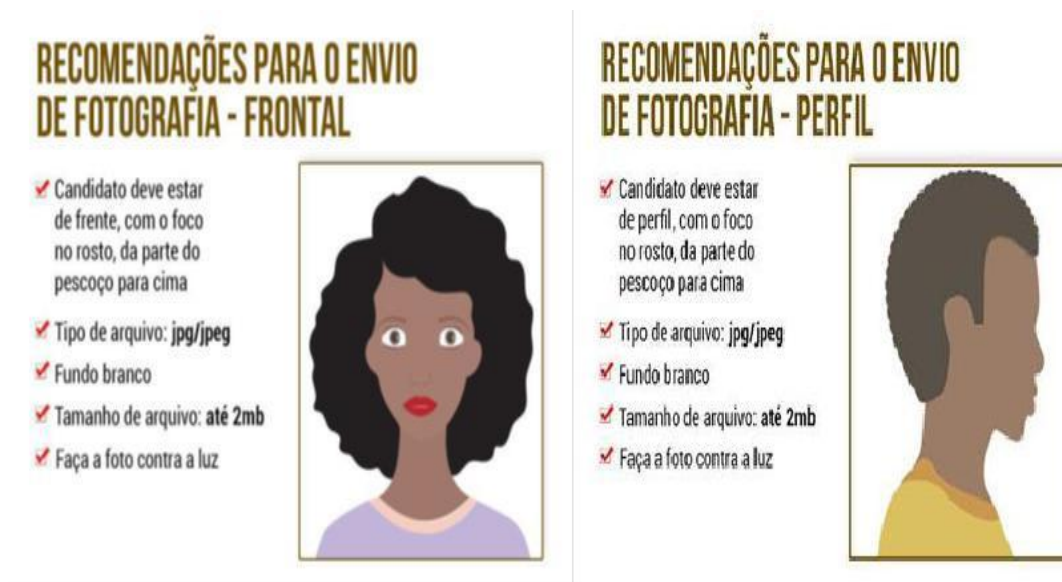 RECOMENDAÇÕES PARA O ENVIO
DE FOTOGRAFIA - FRONTAL
Candidato deve estar
de frente, com o foco
no rosto, da parte do
pescoço para cima
Tipo de arquivo: jpg/jpeg
Fundo branco
Tamanho de arquivo: até 2mb
Faça a foto contra a luz
RECOMENDAÇÕES PARA O ENVIO
DE FOTOGRAFIA - PERFIL
Candidato deve estar
de perfil, com o foco
no rosto, da parte do
pescoço para cima
Tipo de arquivo: jpg/jpeg
Fundo branco
Tamanho de arquivo: até 2mb
Faça a foto contra a luz